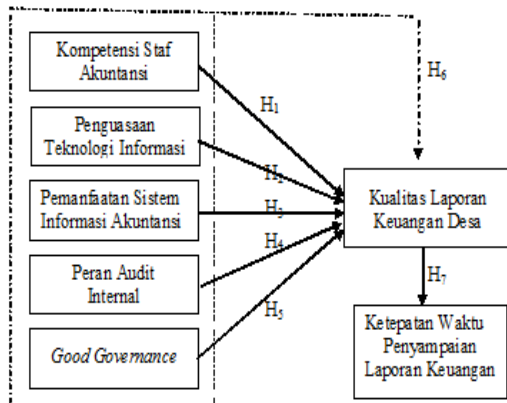 Kompetensi Staf
Akuntansi
Penguasaan
Teknologi Informasi
Pemanfaatan Sistem
Informasi Akuntansi
Peran Audit
Internal
Good Governance
H1
H2
H3
H4
H5
H6
Kualitas Laporan
Keuangan Desa
H7
Ketepatan Waktu
Penyampaian
Laporan Keuangan